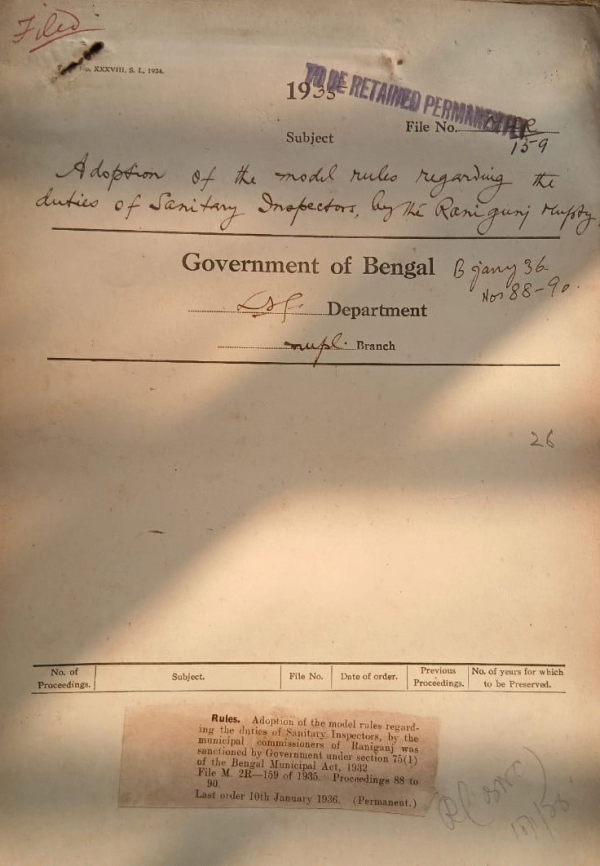 Filed
No. XXXVIII, S. I., 1934.
1935
TO BE RETAINED PERMANENTLY
File No.
159
Subject
Adoption of the model rules regarding the
duties of Sanitary Inspectors, by the Ranigunj Mupty.
Government of Bengal
B Jany 36
Nos 88-90.
LSG. Department
mupl. Branch
26
No. of
Proceedings.
Subject.
File No.
Date of order.
Previous
Proceedings.
No. of years for which
to be Preserved.
Rules. Adoption of the model rules regard-
ing the duties of Sanitary Inspectors, by the
municipal commissioners of Raniganj was
sanctioned by Government under section 75(1)
of the Bengal Municipal Act, 1932
File M. 2R—159 of 1935. Proceedings 88 to
90.
Last order 10th January 1936. (Permanent.)